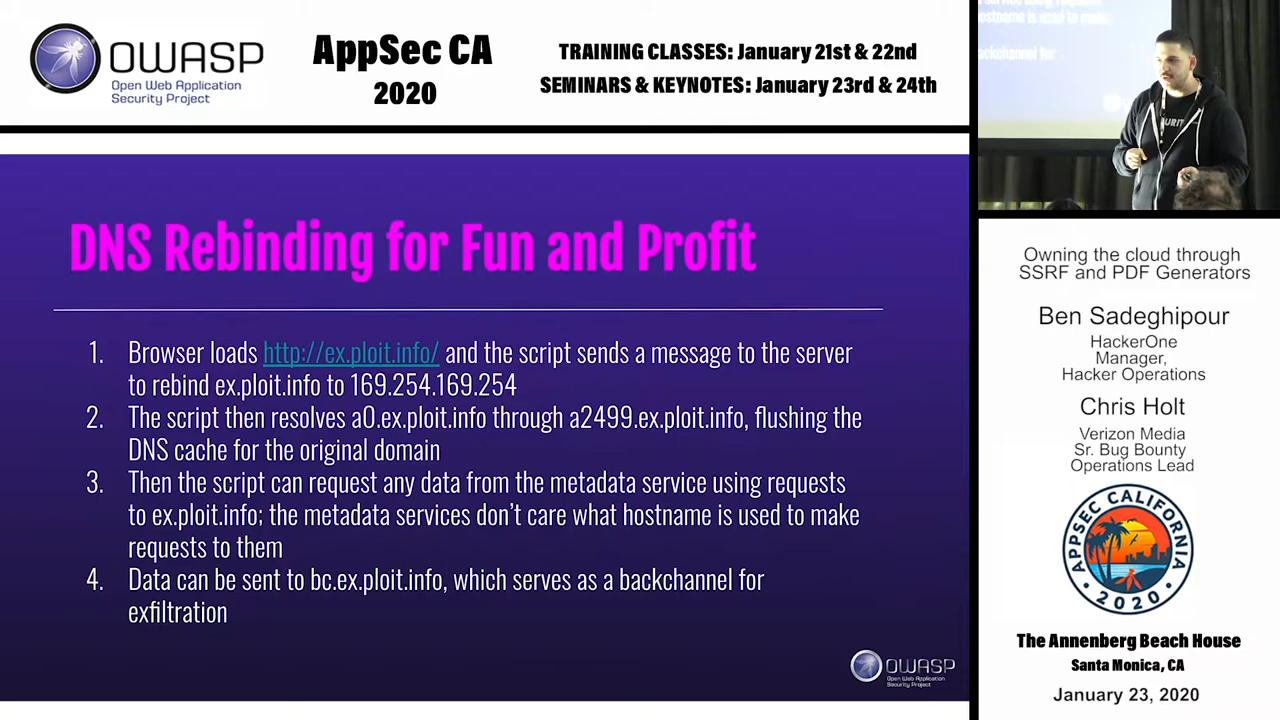 OWASP
Open Web Application
Security Project
AppSec CA
2020
TRAINING CLASSES: January 21st & 22nd
SEMINARS & KEYNOTES: January 23rd & 24th
DNS Rebinding for Fun and Profit
1. Browser loads http://ex.ploit.info/ and the script sends a message to the server
to rebind ex.ploit.info to 169.254.169.254
2. The script then resolves a0.ex.ploit.info through a2499.ex.ploit.info, flushing the
DNS cache for the original domain
3. Then the script can request any data from the metadata service using requests
to ex.ploit.info; the metadata services don’t care what hostname is used to make
requests to them
4. Data can be sent to bc.ex.ploit.info, which serves as a backchannel for
exfiltration
OWASP
Open Web Application
Security Project
hostname is used to
backchannel for
Owning the cloud through
SSRF and PDF Generators
Ben Sadeghipour
HackerOne
Manager,
Hacker Operations
Chris Holt
Verizon Media
Sr. Bug Bounty
Operations Lead
APPSEC CALIFORNIA
2020
The Annenberg Beach House
Santa Monica, CA
January 23, 2020